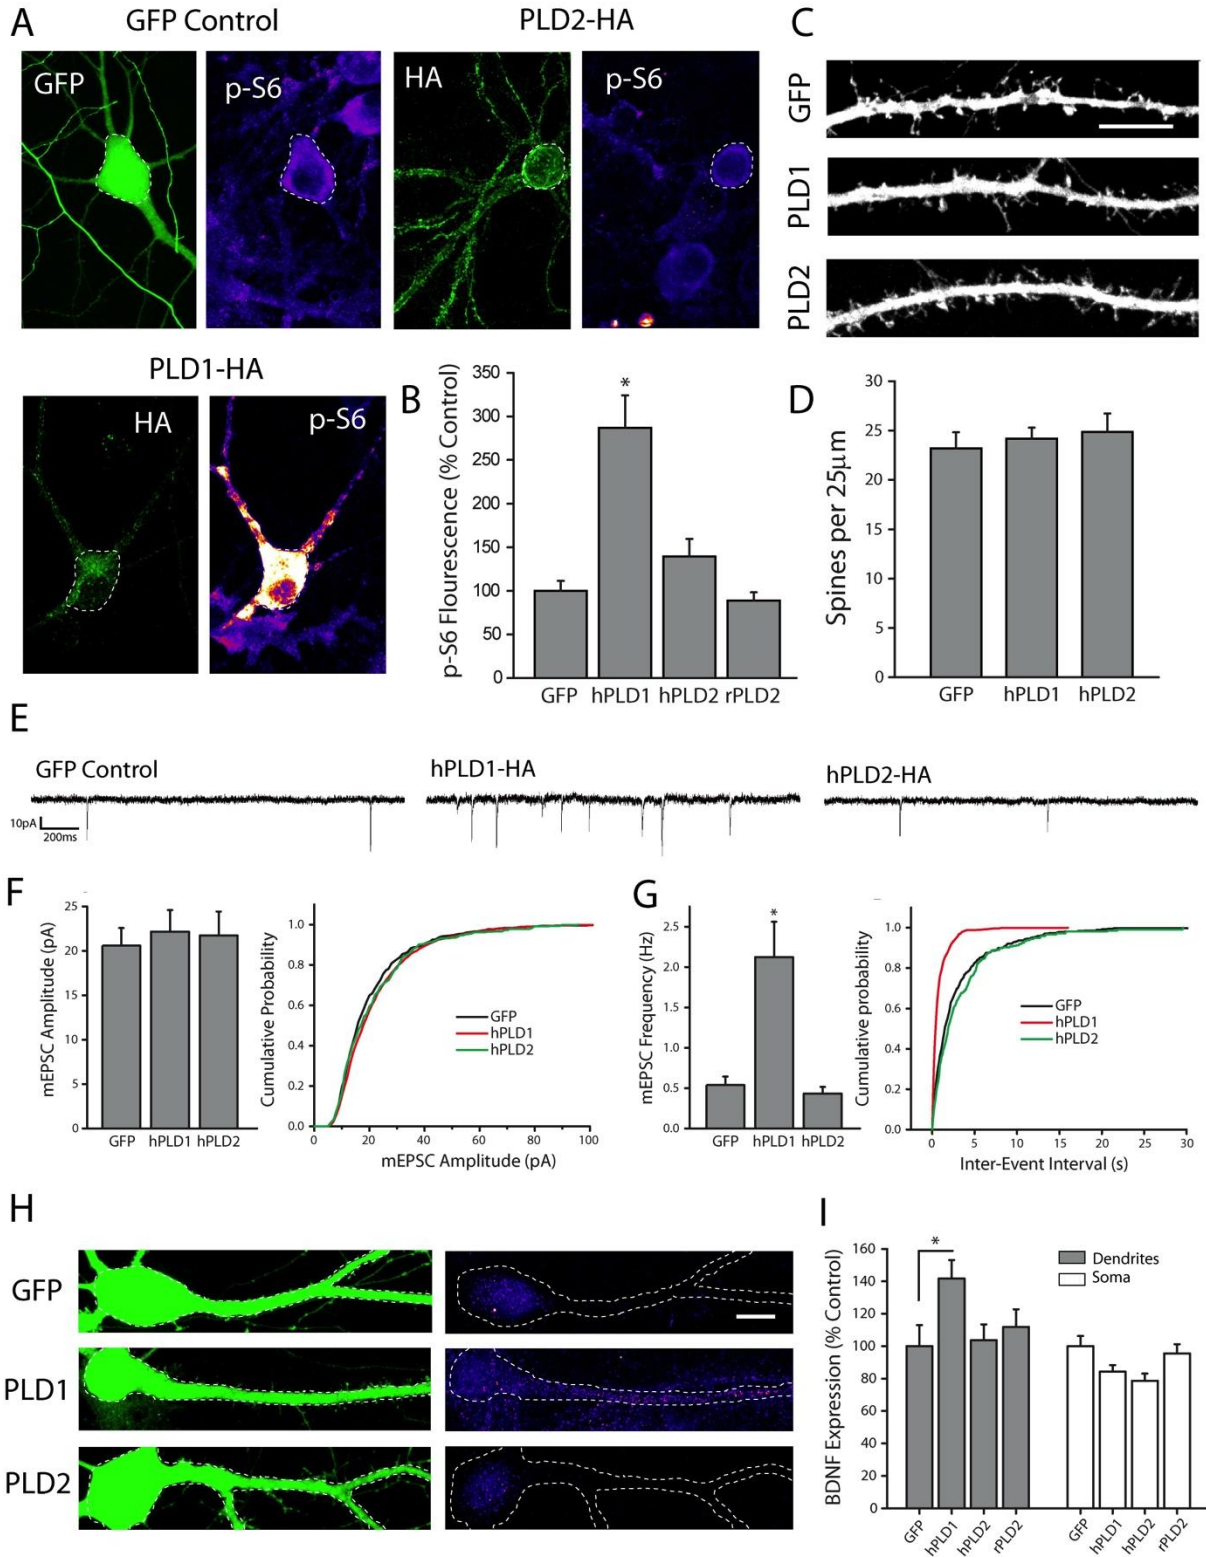 A
GFP Control
PLD2-HA
C
GFP
p-S6
HA
p-S6
GFP
PLD1
PLD2
PLD1-HA
HA
p-S6
B
p-S6 Flourescence (% Control)
350
300
250
200
150
100
50
0
*
GFP hPLD1 hPLD2 rPLD2
D
Spines per 25μm
30
25
20
15
10
5
0
GFP hPLD1 hPLD2
E
GFP Control
hPLD1-HA
hPLD2-HA
10pA
200ms
F
mEPSC Amplitude (pA)
25
20
15
10
5
0
GFP hPLD1 hPLD2
Cumulative Probability
1.0
0.8
0.6
0.4
0.2
0.0
GFP
hPLD1
hPLD2
0 20 40 60 80 100
mEPSC Amplitude (pA)
G
mEPSC Frequency (Hz)
2.5
2.0
1.5
1.0
0.5
0.0
*
GFP hPLD1 hPLD2
Cumulative probability
1.0
0.8
0.6
0.4
0.2
0.0
GFP
hPLD1
hPLD2
0 5 10 15 20 25 30
Inter-Event Interval (s)
H
GFP
PLD1
PLD2
I
BDNF Expression (% Control)
160
140
120
100
80
60
40
20
0
*
Dendrites
Soma
GFP hPLD1 hPLD2 rPLD2 GFP hPLD1 hPLD2 rPLD2